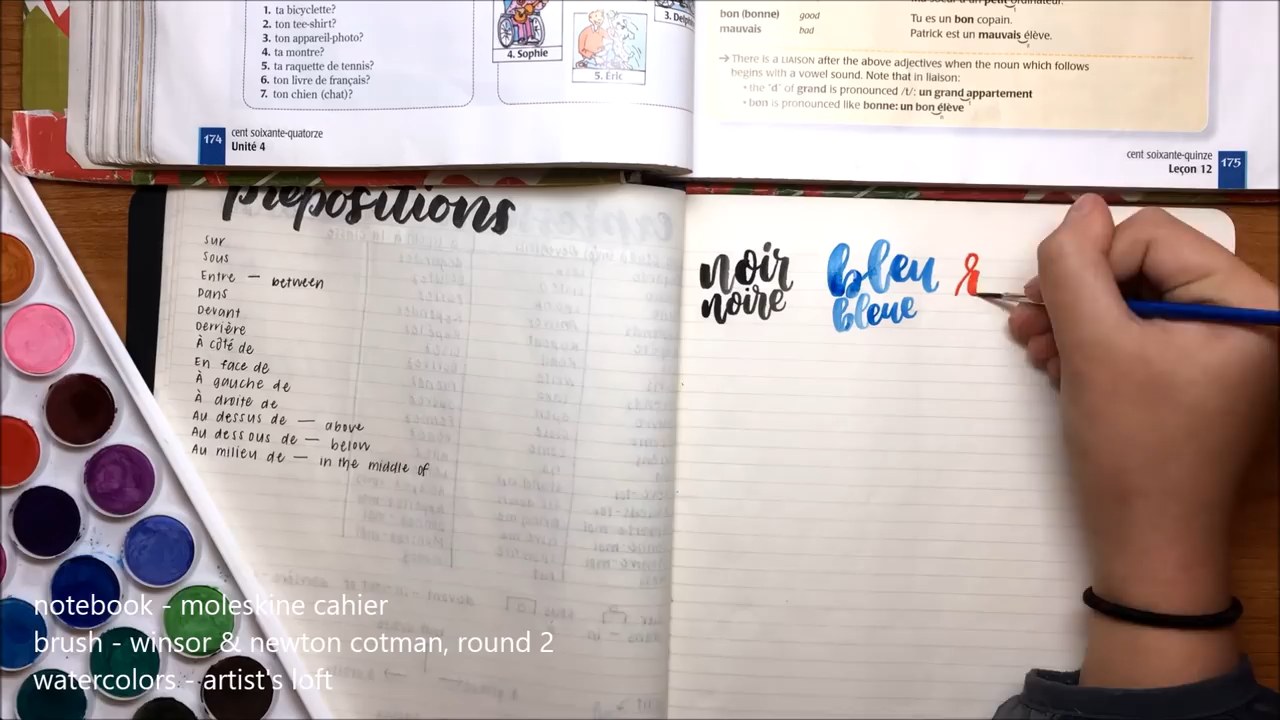 1. ta bicyclette?
2. ton tee-shirt?
3. ton appareil-photo?
4. ta montre?
5. ta raquette de tennis?
6. ton livre de français?
7. ton chien (chat)?
4. Sophie
5. Éric
174
cent soixante-quatorze
Unité 4
bon (bonne) good
mauvais bad
Tu es un bon copain.
Patrick est un mauvais élève.
→ There is a LIAISON after the above adjectives when the noun which follows
begins with a vowel sound. Note that in liaison:
• the "d" of grand is pronounced /t/: un grand appartement
• bon is pronounced like bonne: un bon élève
cent soixante-quinze
Leçon 12
175
prepositions
sur
sous
Entre — between
Dans
Devant
Derrière
À côté de
En face de
À gauche de
À droite de
Au dessus de — above
Au dessous de — below
Au milieu de — in the middle of
noir
noire
bleu
bleue
notebook - moleskine cahier
brush - winsor & newton cotman, round 2
watercolors - artist's loft